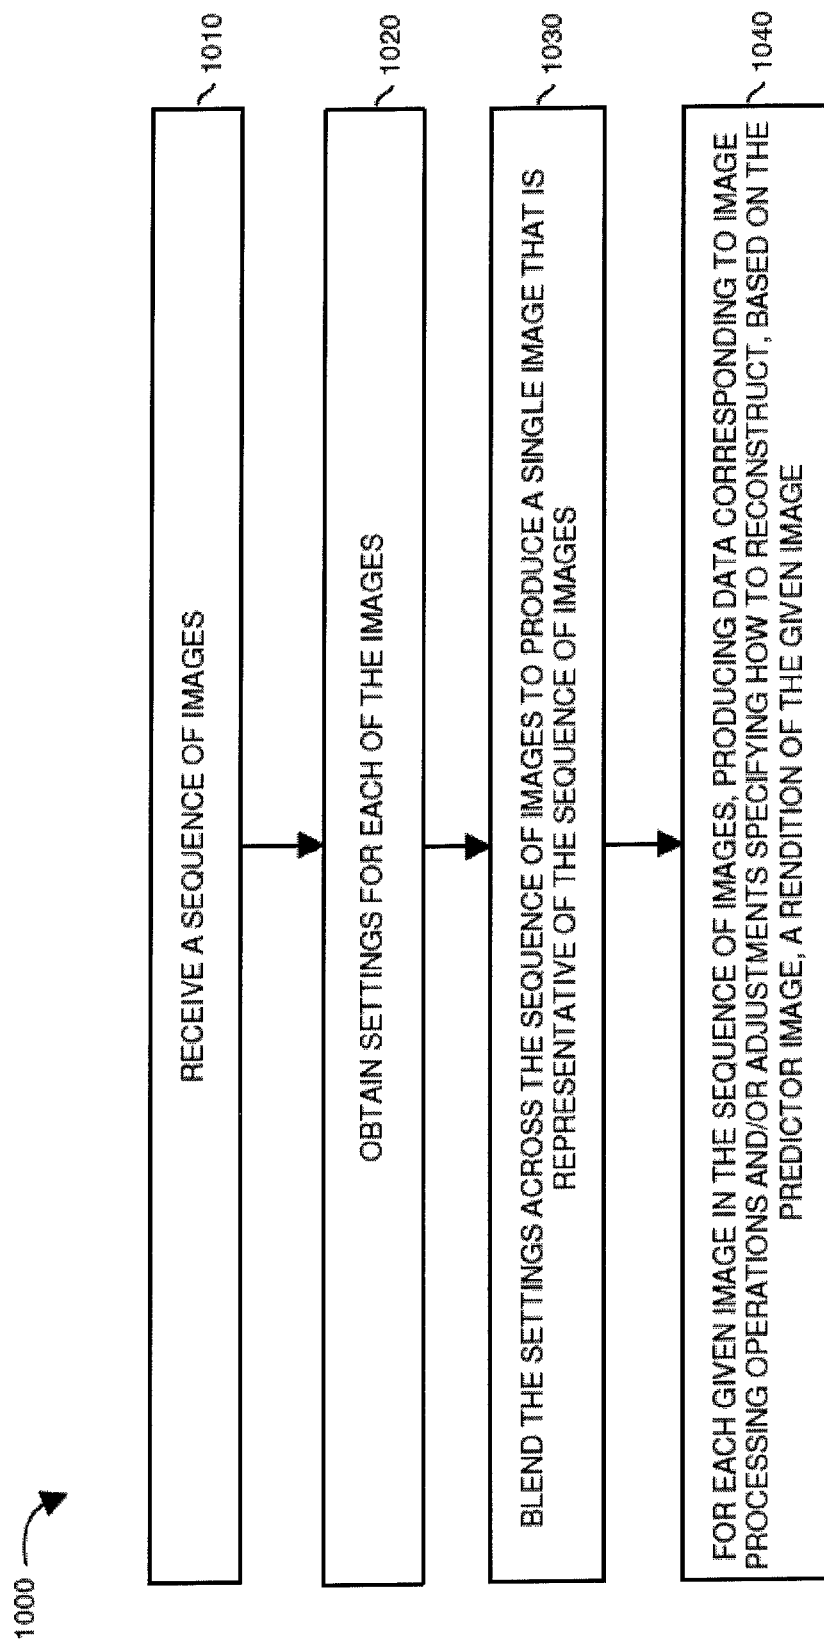 1000
RECEIVE A SEQUENCE OF IMAGES
1010
OBTAIN SETTINGS FOR EACH OF THE IMAGES
1020
BLEND THE SETTINGS ACROSS THE SEQUENCE OF IMAGES TO PRODUCE A SINGLE IMAGE THAT IS
REPRESENTATIVE OF THE SEQUENCE OF IMAGES
1030
FOR EACH GIVEN IMAGE IN THE SEQUENCE OF IMAGES, PRODUCING DATA CORRESPONDING TO IMAGE
PROCESSING OPERATIONS AND/OR ADJUSTMENTS SPECIFYING HOW TO RECONSTRUCT, BASED ON THE
PREDICTOR IMAGE, A RENDITION OF THE GIVEN IMAGE
1040